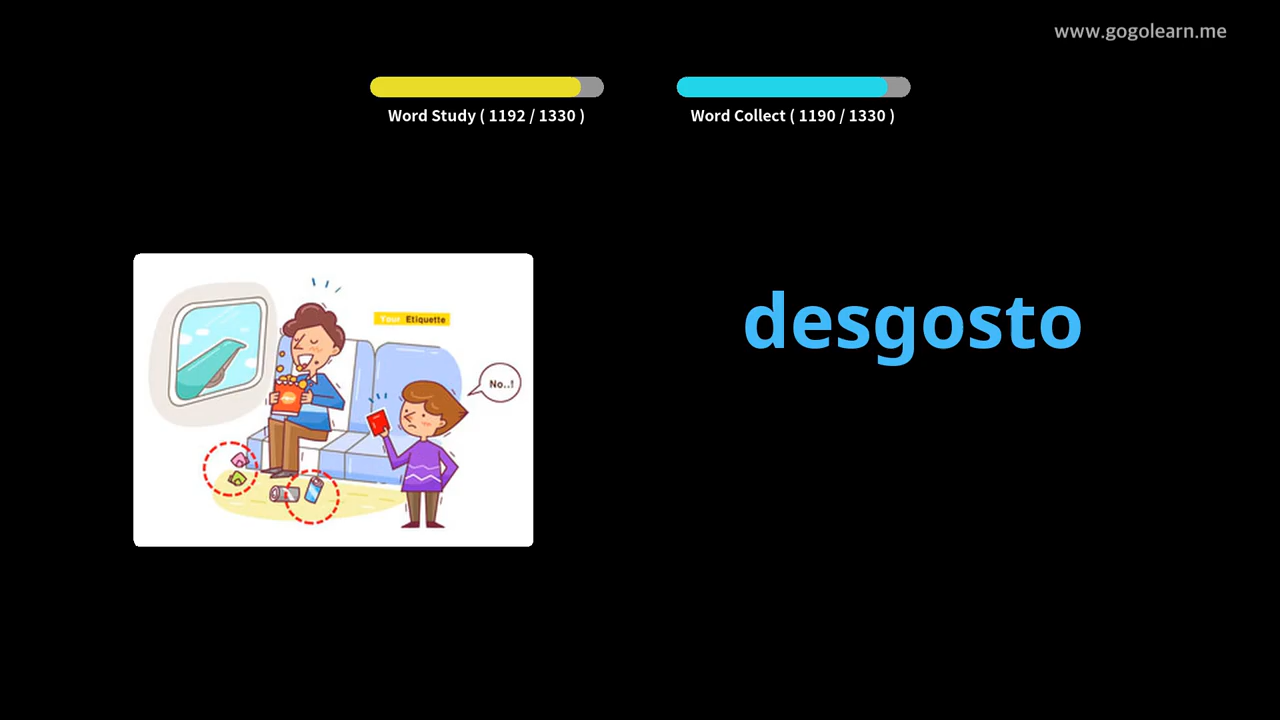 www.gogolearn.me
Word Study ( 1192 / 1330 )
Word Collect ( 1190 / 1330 )
Your Etiquette
No..!
desgosto